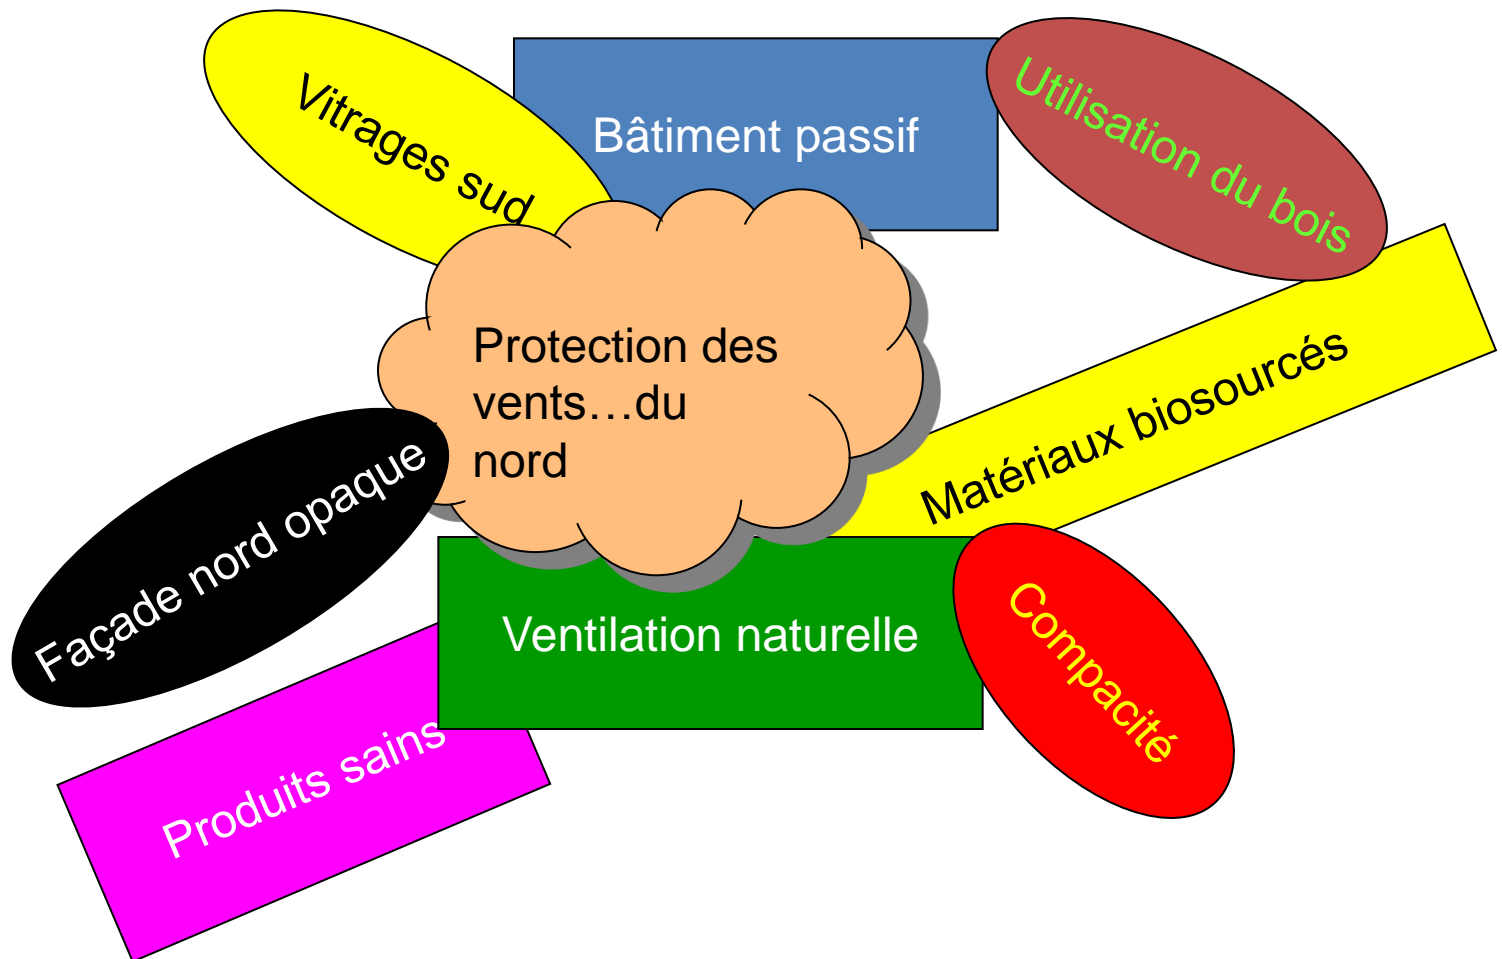 Vitrages sud
Bâtiment passif
Utilisation du bois
Protection des
vents…du
nord
Matériaux biosourcés
Façade nord opaque
Ventilation naturelle
Compacité
Produits sains